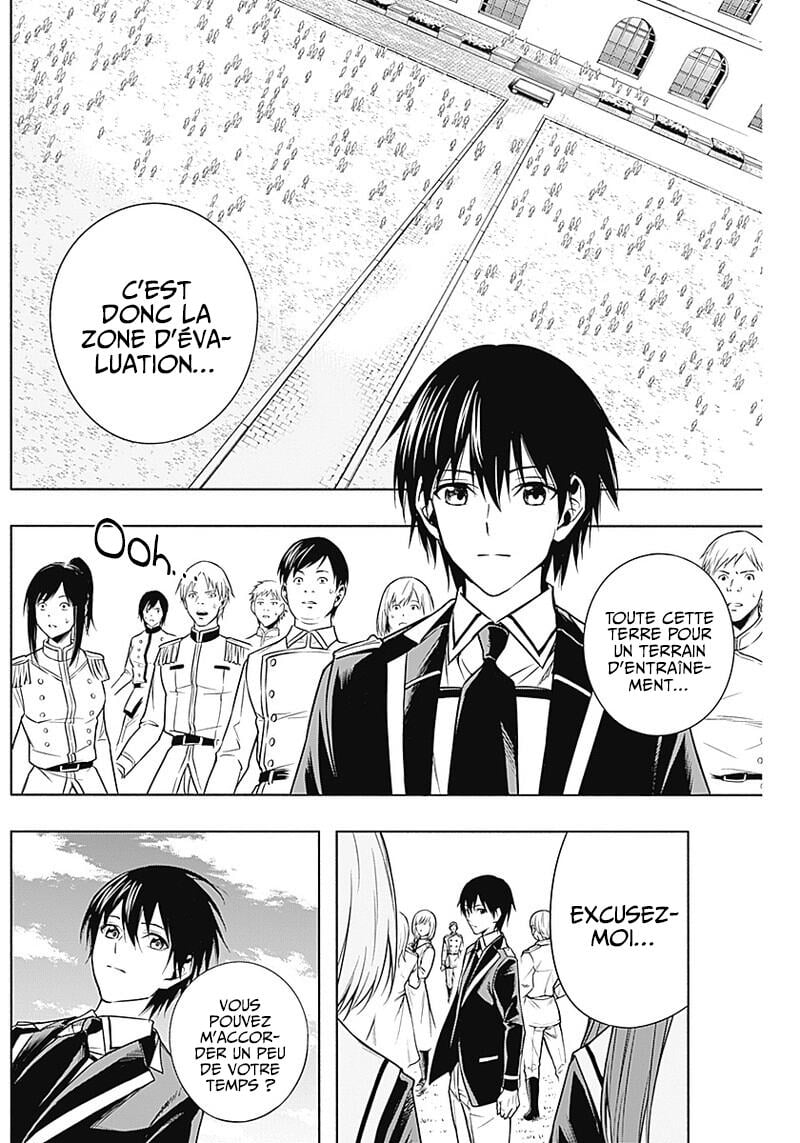 C'EST
DONC LA
ZONE D'ÉVA-
LUATION...
Ooh...
TOUTE CETTE
TERRE POUR
UN TERRAIN
D'ENTRAÎNE-
MENT...
EXCUSEZ-
MOI...
VOUS
POUVEZ
M'ACCOR-
DER UN PEU
DE VOTRE
TEMPS ?